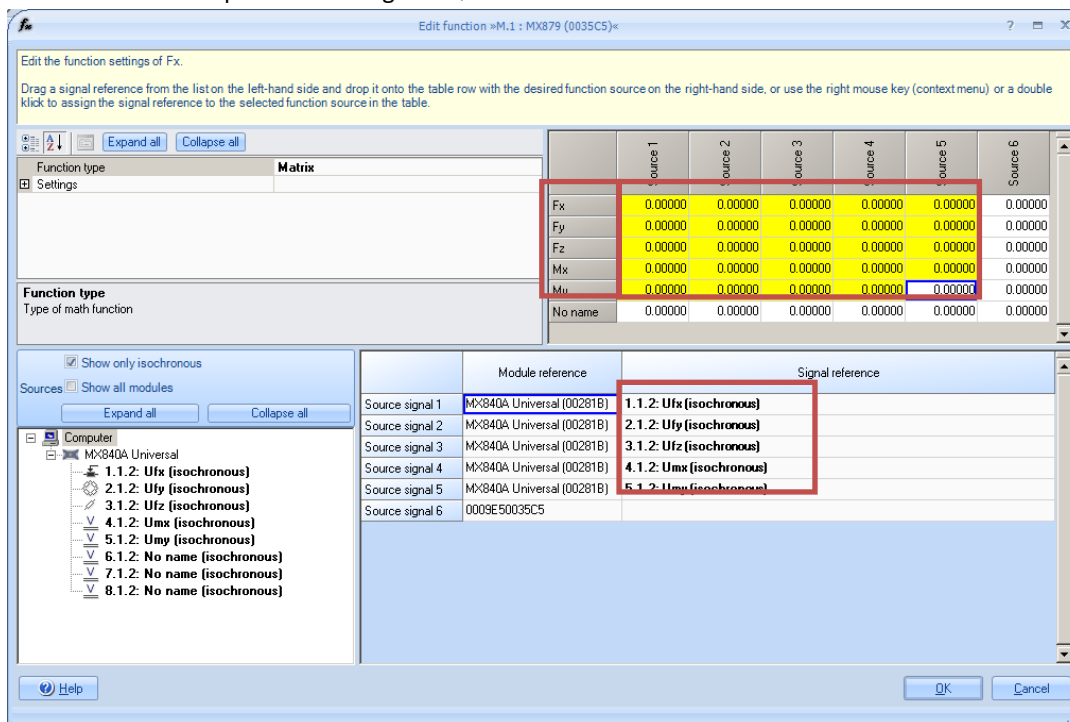 fx Edit function »M.1 : MX879 (0035C5)«
Edit the function settings of Fx.
Drag a signal reference from the list on the left-hand side and drop it onto the table row with the desired function source on the right-hand side, or use the right mouse key (context menu) or a double
klick to assign the signal reference to the selected function source in the table.
Expand all Collapse all
Function type Matrix
Settings
Function type
Type of math function
Source 6
Fx 0.00000 0.00000 0.00000 0.00000 0.00000 0.00000
Fy 0.00000 0.00000 0.00000 0.00000 0.00000 0.00000
Fz 0.00000 0.00000 0.00000 0.00000 0.00000 0.00000
Mx 0.00000 0.00000 0.00000 0.00000 0.00000 0.00000
My 0.00000 0.00000 0.00000 0.00000 0.00000 0.00000
No name 0.00000 0.00000 0.00000 0.00000 0.00000 0.00000
Show only isochronous
Sources Show all modules
Expand all Collapse all
Computer
MX840A Universal
1.1.2: Ufx (isochronous)
2.1.2: Ufy (isochronous)
3.1.2: Ufz (isochronous)
4.1.2: Umx (isochronous)
5.1.2: Umy (isochronous)
6.1.2: No name (isochronous)
7.1.2: No name (isochronous)
8.1.2: No name (isochronous)
Module reference Signal reference
Source signal 1 MX840A Universal (00281B) 1.1.2: Ufx (isochronous)
Source signal 2 MX840A Universal (00281B) 2.1.2: Ufy (isochronous)
Source signal 3 MX840A Universal (00281B) 3.1.2: Ufz (isochronous)
Source signal 4 MX840A Universal (00281B) 4.1.2: Umx (isochronous)
Source signal 5 MX840A Universal (00281B) 5.1.2: Umy (isochronous)
Source signal 6 0009E50035C5
Help OK Cancel